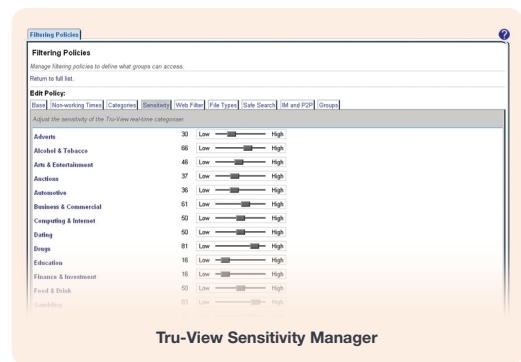 Filtering Policies
?
Filtering Policies
Manage filtering policies to define what groups can access.
Return to full list.
Edit Policy:
Base Non-working Times Categories Sensitivity Web Filter File Types Safe Search IM and P2P Groups
Adjust the sensitivity of the Tru-View real-time categoriser.
Adverts 30 Low High
Alcohol & Tobacco 66 Low High
Arts & Entertainment 46 Low High
Auctions 37 Low High
Automotive 36 Low High
Business & Commercial 61 Low High
Computing & Internet 50 Low High
Dating 50 Low High
Drugs 81 Low High
Education 16 Low High
Finance & Investment 16 Low High
Food & Drink 50 Low High
Gambling 83 Low High
Tru-View Sensitivity Manager